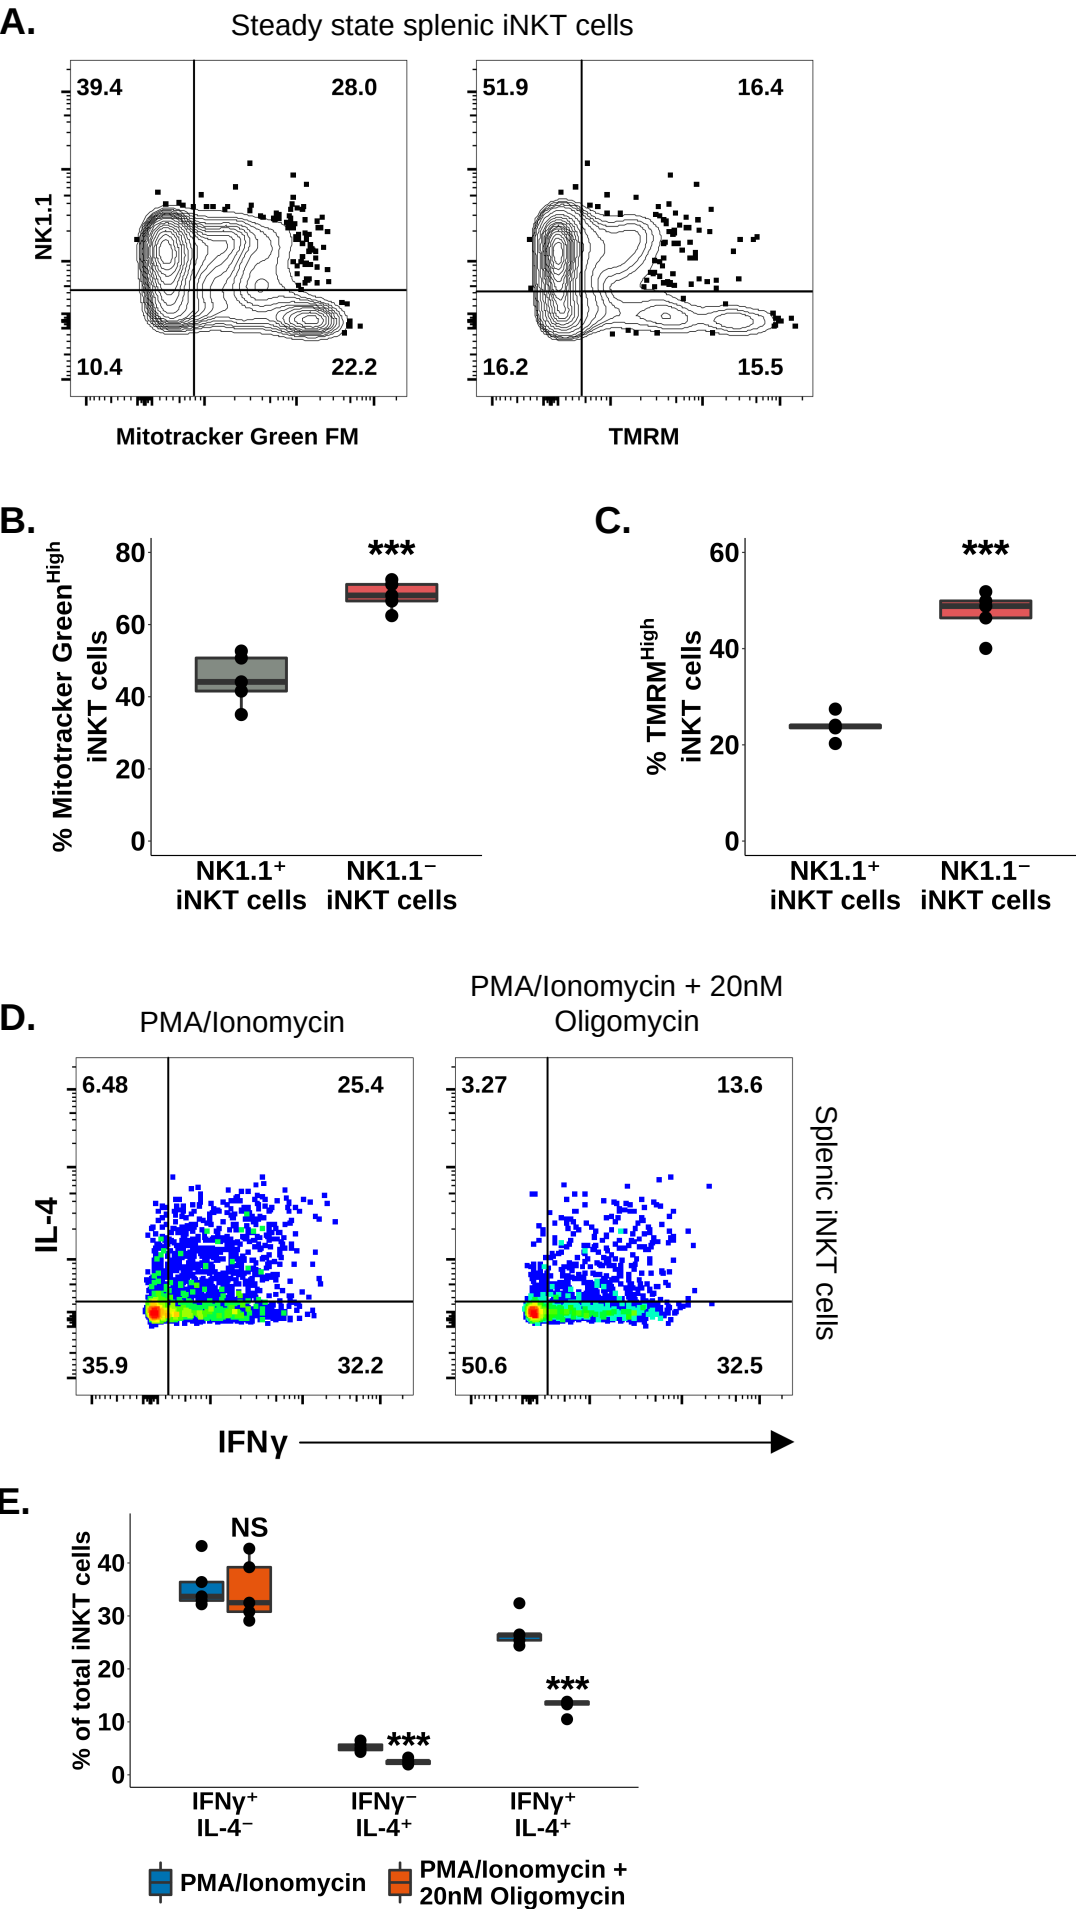 A.
Steady state splenic iNKT cells
39.4
28.0
51.9
16.4
NK1.1
10.4
22.2
16.2
15.5
Mitotracker Green FM
TMRM
B.
% Mitotracker Green^High
iNKT cells
80
60
40
20
0
***
NK1.1⁺
iNKT cells
NK1.1⁻
iNKT cells
C.
% TMRM^High
iNKT cells
60
40
20
0
***
NK1.1⁺
iNKT cells
NK1.1⁻
iNKT cells
D.
PMA/Ionomycin
PMA/Ionomycin + 20nM
Oligomycin
6.48
25.4
3.27
13.6
IL-4
Splenic iNKT cells
35.9
32.2
50.6
32.5
IFNγ
E.
% of total iNKT cells
40
30
20
10
0
NS
***
***
IFNγ⁺
IL-4⁻
IFNγ⁻
IL-4⁺
IFNγ⁺
IL-4⁺
PMA/Ionomycin
PMA/Ionomycin +
20nM Oligomycin